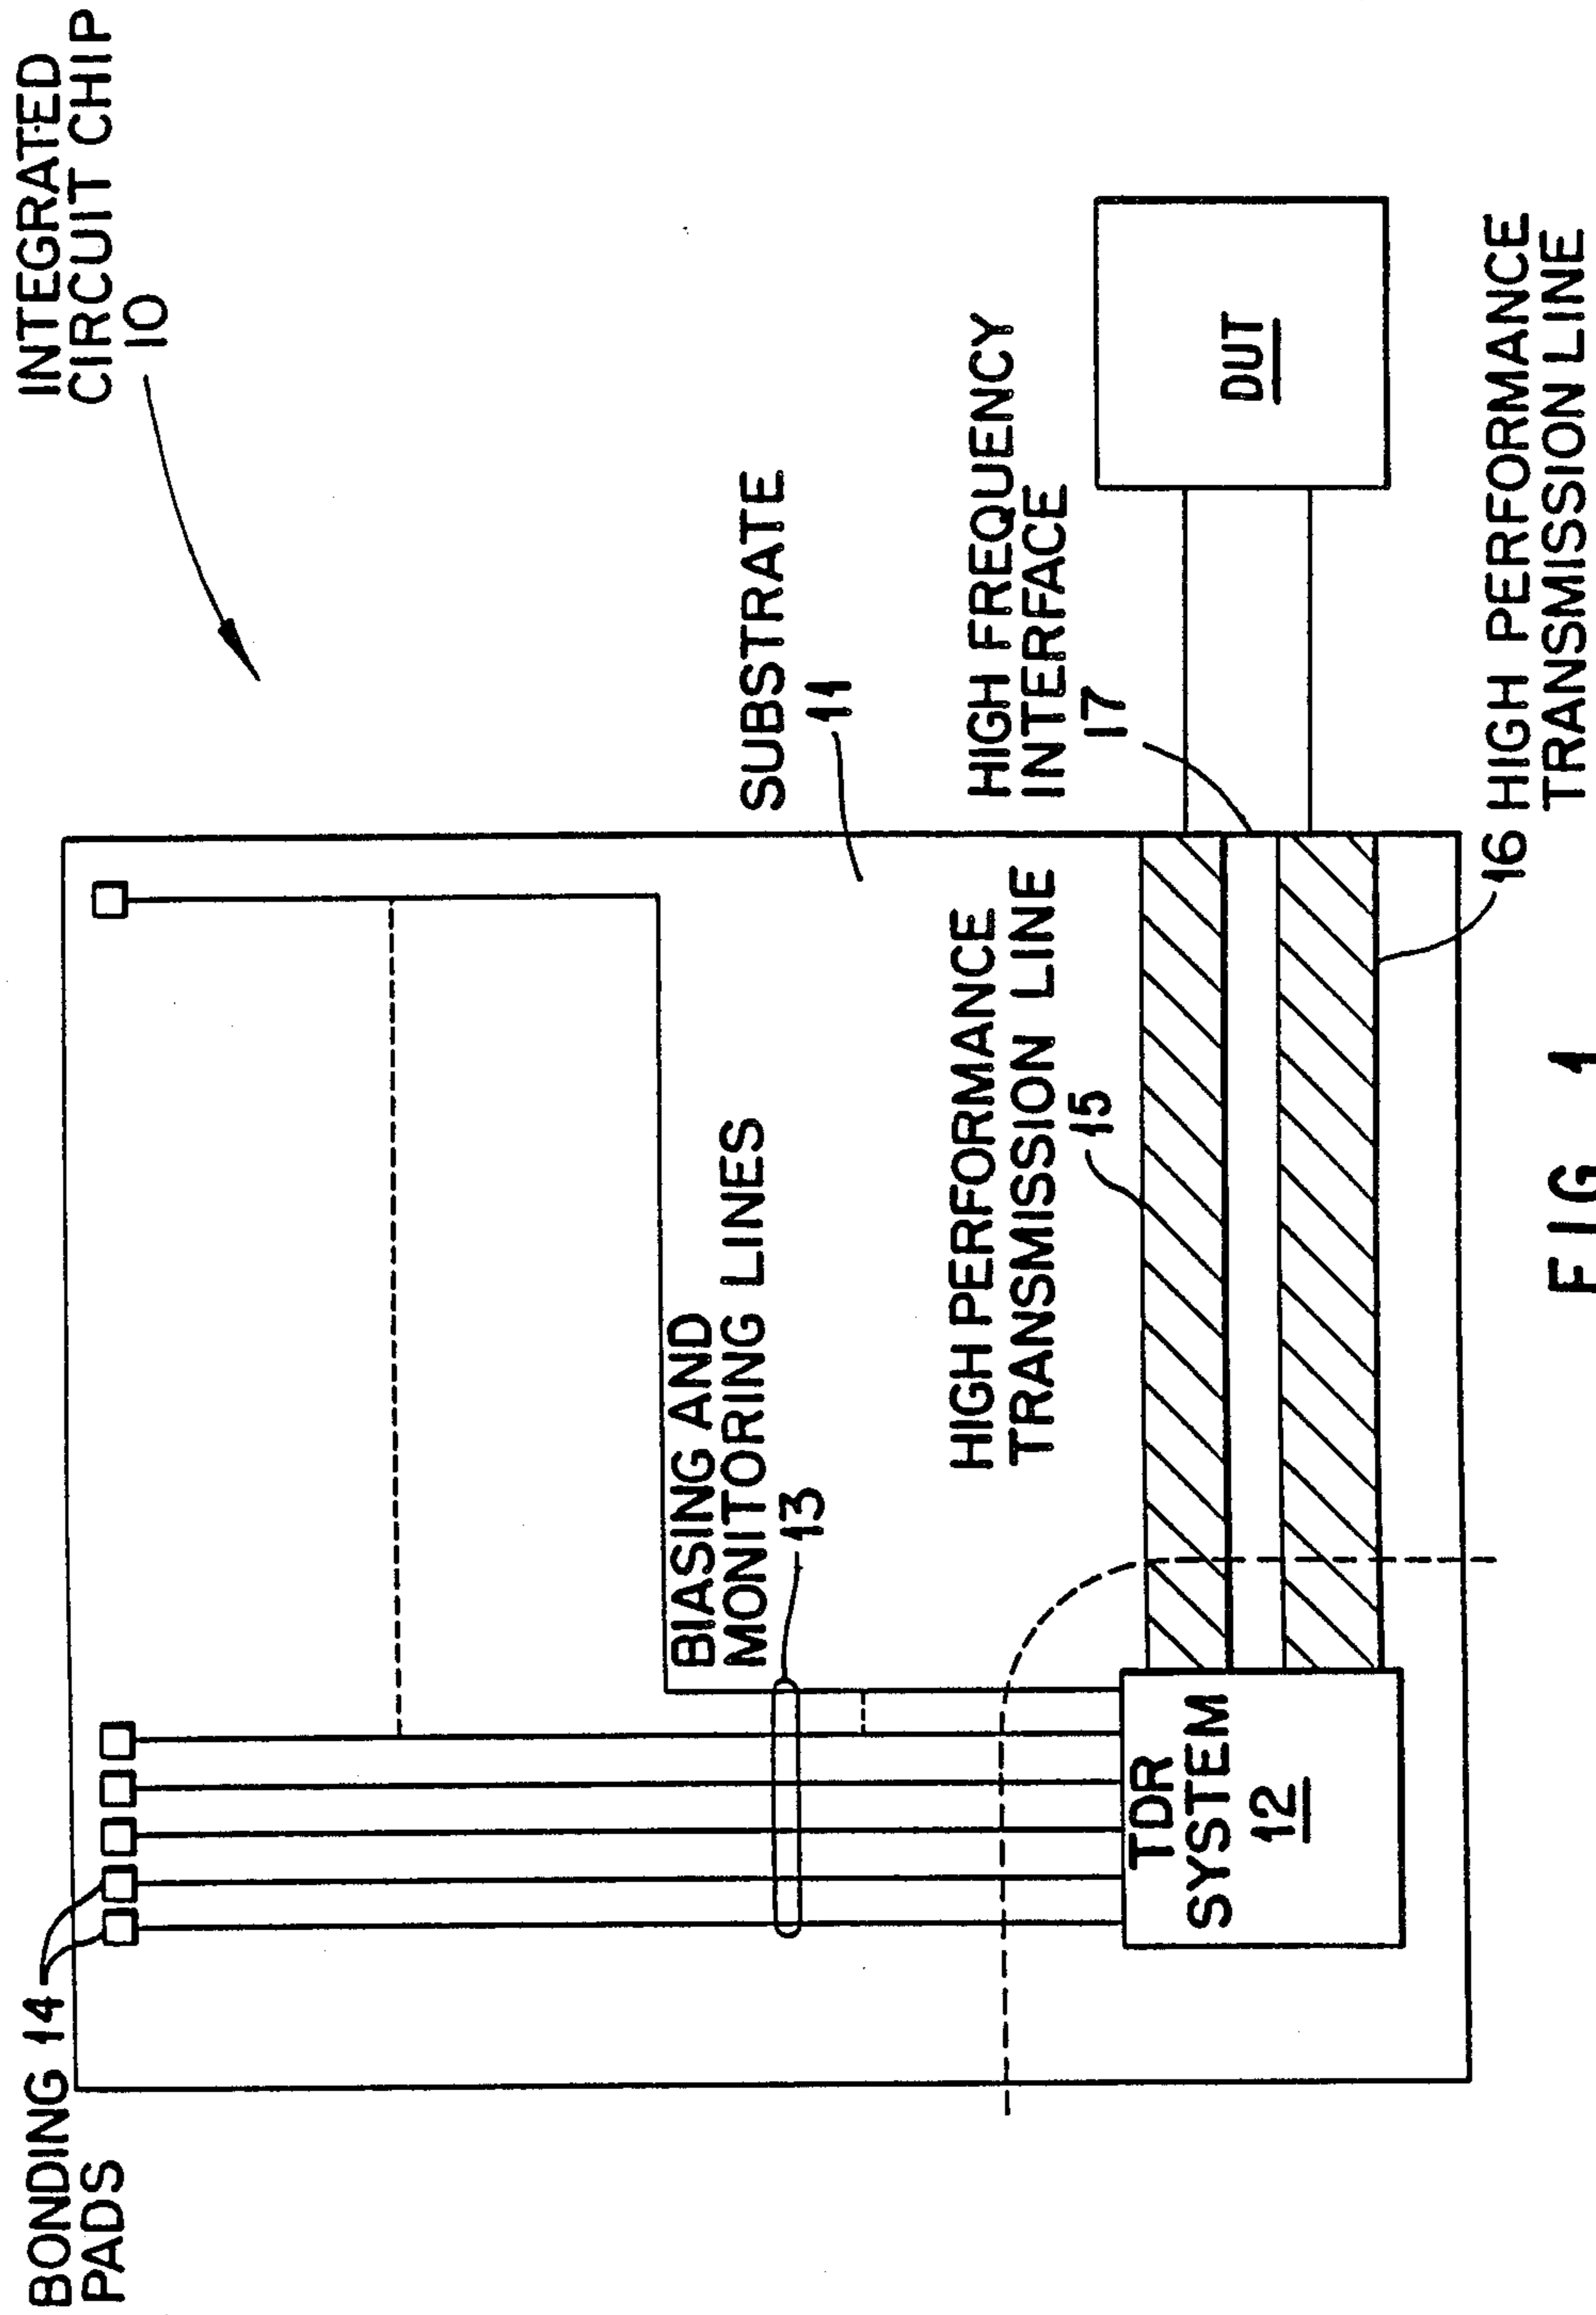 INTEGRATED
CIRCUIT CHIP
10
BONDING 14
PADS
SUBSTRATE
11
BIASING AND
MONITORING LINES
13
HIGH FREQUENCY
INTERFACE
17
HIGH PERFORMANCE
TRANSMISSION LINE
15
TDR
SYSTEM
12
DUT
16 HIGH PERFORMANCE
TRANSMISSION LINE
FIG 1